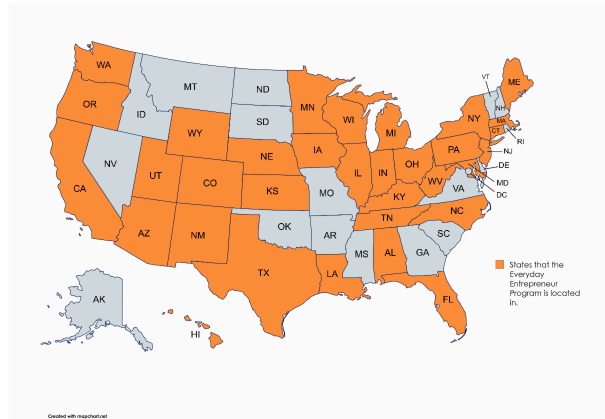 WA
MT
ND
MN
VT
ME
OR
ID
SD
WI
MI
NY
NH
MA
CT
RI
WY
IA
NE
PA
NJ
NV
UT
CO
IL
IN
OH
DE
MD
DC
CA
KS
MO
WV
VA
KY
AZ
NM
OK
AR
TN
NC
SC
TX
LA
MS
AL
GA
FL
AK
HI
States that the
Everyday
Entrepreneur
Program is located
in.
Created with mapchart.net